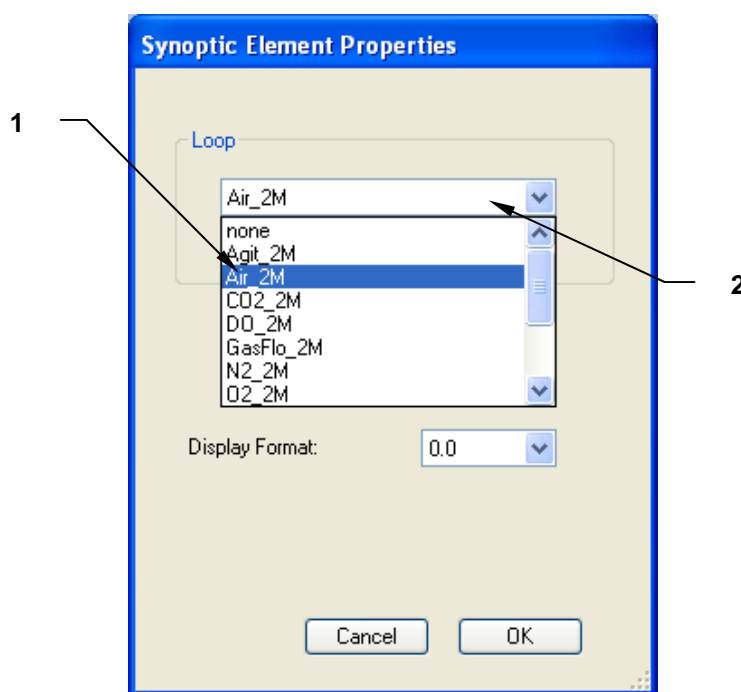 Synoptic Element Properties
1
Loop
Air_2M
none
Agit_2M
Air_2M
CO2_2M
DO_2M
GasFlo_2M
2
N2_2M
O2_2M
Display Format:
0.0
Cancel
OK